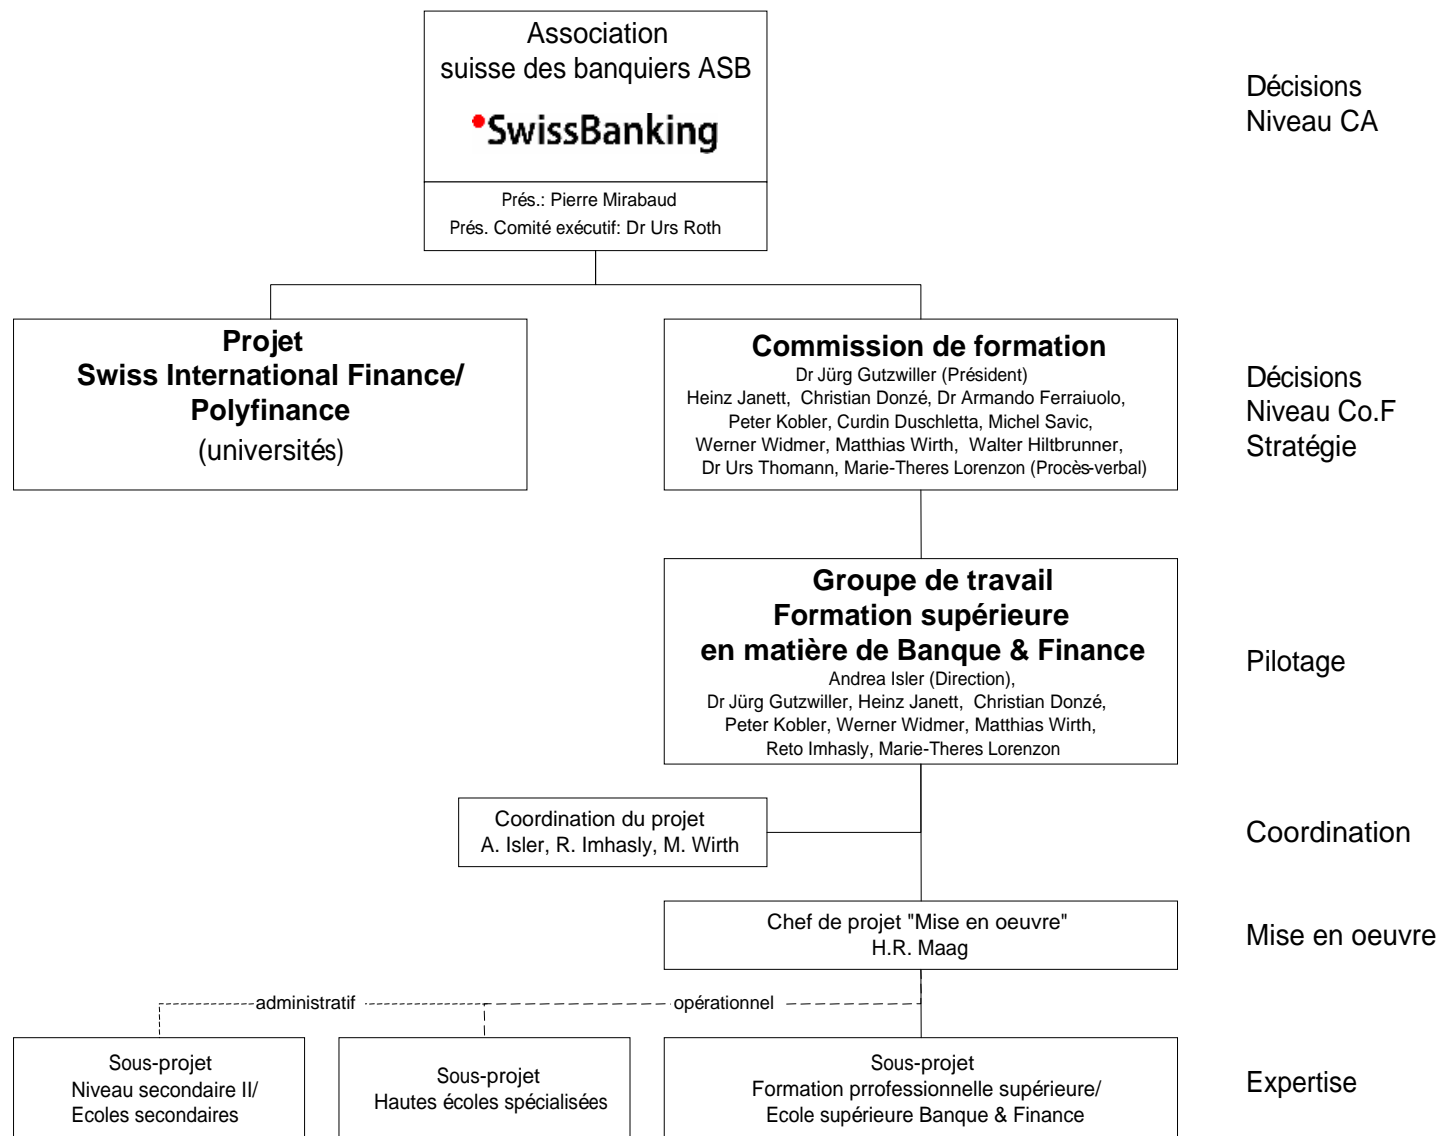 Association
suisse des banquiers ASB
SwissBanking
Prés.: Pierre Mirabaud
Prés. Comité exécutif: Dr Urs Roth
Décisions
Niveau CA
Projet
Swiss International Finance/
Polyfinance
(universités)
Commission de formation
Dr Jürg Gutzwiller (Président)
Heinz Janett, Christian Donzé, Dr Armando Ferraiuolo,
Peter Kobler, Curdin Duschletta, Michel Savic,
Werner Widmer, Matthias Wirth, Walter Hiltbrunner,
Dr Urs Thomann, Marie-Theres Lorenzon (Procès-verbal)
Décisions
Niveau Co.F
Stratégie
Groupe de travail
Formation supérieure
en matière de Banque & Finance
Andrea Isler (Direction),
Dr Jürg Gutzwiller, Heinz Janett, Christian Donzé,
Peter Kobler, Werner Widmer, Matthias Wirth,
Reto Imhasly, Marie-Theres Lorenzon
Pilotage
Coordination du projet
A. Isler, R. Imhasly, M. Wirth
Coordination
Chef de projet "Mise en oeuvre"
H.R. Maag
Mise en oeuvre
administratif
opérationnel
Sous-projet
Niveau secondaire II/
Ecoles secondaires
Sous-projet
Hautes écoles spécialisées
Sous-projet
Formation prrofessionnelle supérieure/
Ecole supérieure Banque & Finance
Expertise